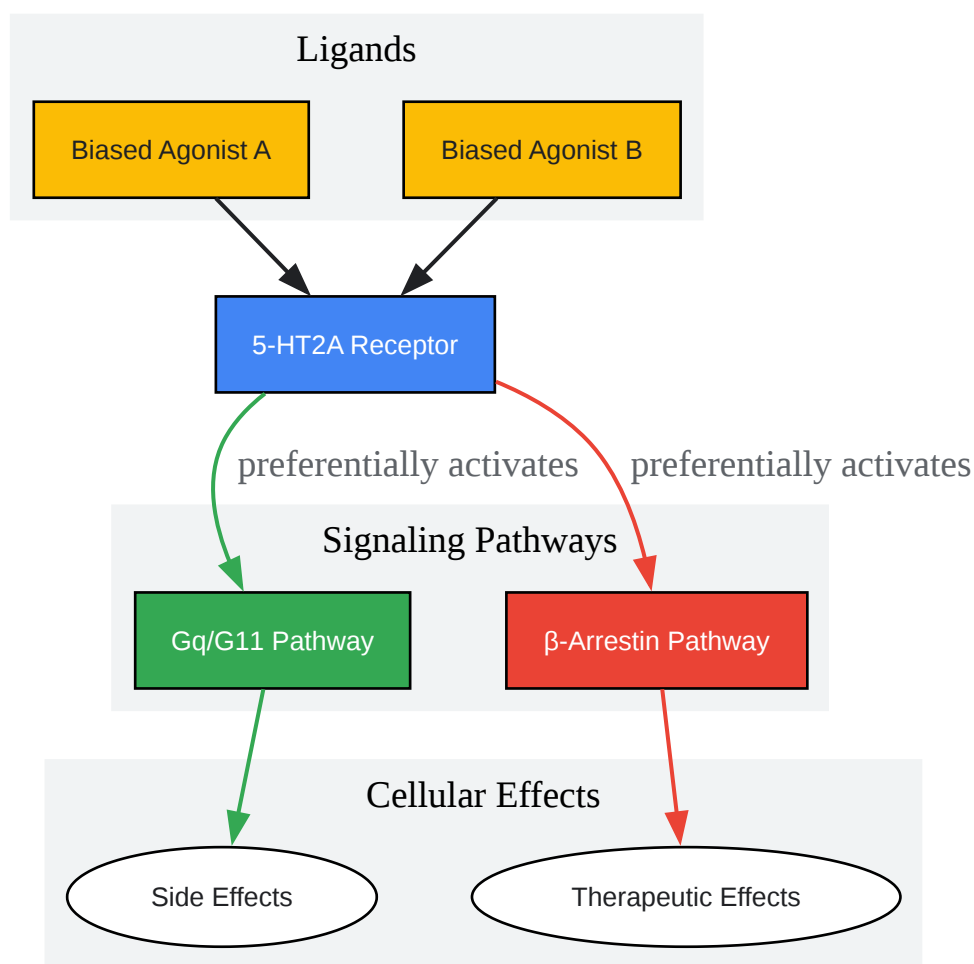 Ligands
Biased Agonist A
Biased Agonist B
5-HT2A Receptor
preferentially activates
preferentially activates
Signaling Pathways
Gq/G11 Pathway
β-Arrestin Pathway
Cellular Effects
Side Effects
Therapeutic Effects